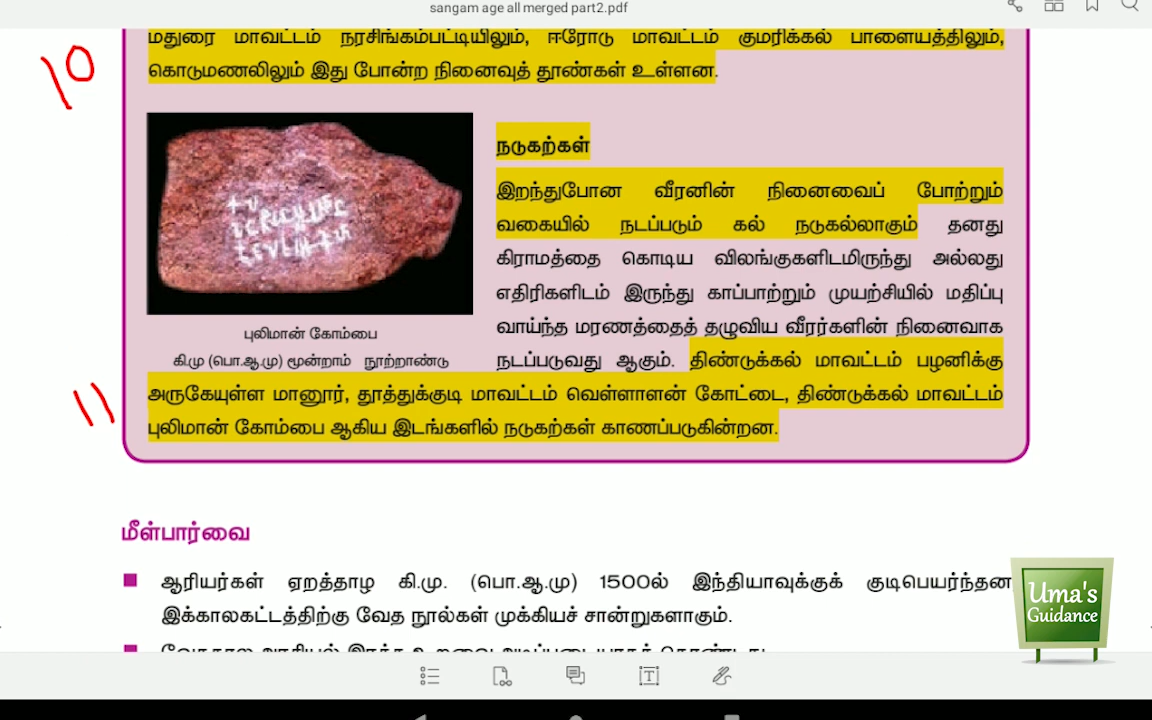 sangam age all merged part2.pdf
மதுரை மாவட்டம் நரசிங்கம்பட்டியிலும், ஈரோடு மாவட்டம் குமரிக்கல் பாளையத்திலும்,
10
கொடுமணலிலும் இது போன்ற நினைவுத் தூண்கள் உள்ளன.
நடுகற்கள்
இறந்துபோன வீரனின் நினைவைப் போற்றும்
வகையில் நடப்படும் கல் நடுகல்லாகும் தனது
கிராமத்தை கொடிய விலங்குகளிடமிருந்து அல்லது
எதிரிகளிடம் இருந்து காப்பாற்றும் முயற்சியில் மதிப்பு
வாய்ந்த மரணத்தைத் தழுவிய வீரர்களின் நினைவாக
நடப்படுவது ஆகும். திண்டுக்கல் மாவட்டம் பழனிக்கு
புலிமான் கோம்பை
கி.மு (பொ.ஆ.மு) மூன்றாம் நூற்றாண்டு
11
அருகேயுள்ள மானூர், தூத்துக்குடி மாவட்டம் வெள்ளாளன் கோட்டை, திண்டுக்கல் மாவட்டம்
புலிமான் கோம்பை ஆகிய இடங்களில் நடுகற்கள் காணப்படுகின்றன.
மீள்பார்வை
ஆரியர்கள் ஏறத்தாழ கி.மு. (பொ.ஆ.மு) 1500ல் இந்தியாவுக்குக் குடிபெயர்ந்தன
இக்காலகட்டத்திற்கு வேத நூல்கள் முக்கியச் சான்றுகளாகும்.
Uma's
Guidance